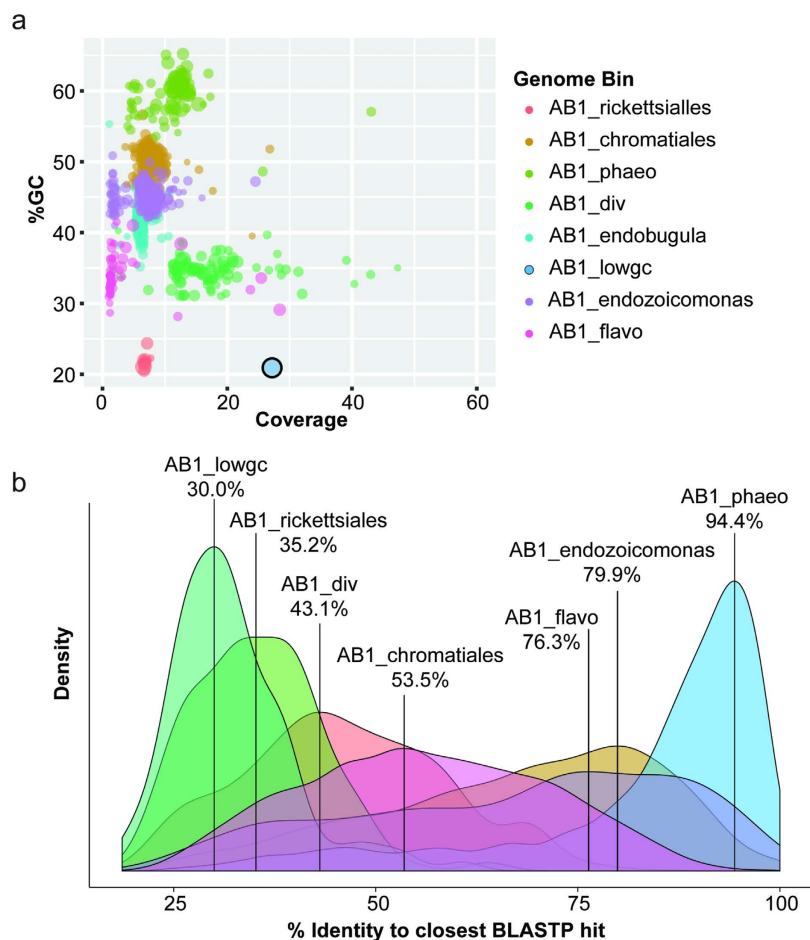 a
%GC
60
50
40
30
20
0
20
40
60
Coverage
Genome Bin
AB1_rickettsialles
AB1_chromatiales
AB1_phaeo
AB1_div
AB1_endobugula
AB1_lowgc
AB1_endozoicomonas
AB1_flavo
b
AB1_lowgc
30.0%
AB1_rickettsiales
35.2%
AB1_div
43.1%
AB1_chromatiales
53.5%
AB1_flavo
76.3%
AB1_endozoicomonas
79.9%
AB1_phaeo
94.4%
Density
25
50
75
100
% Identity to closest BLASTP hit